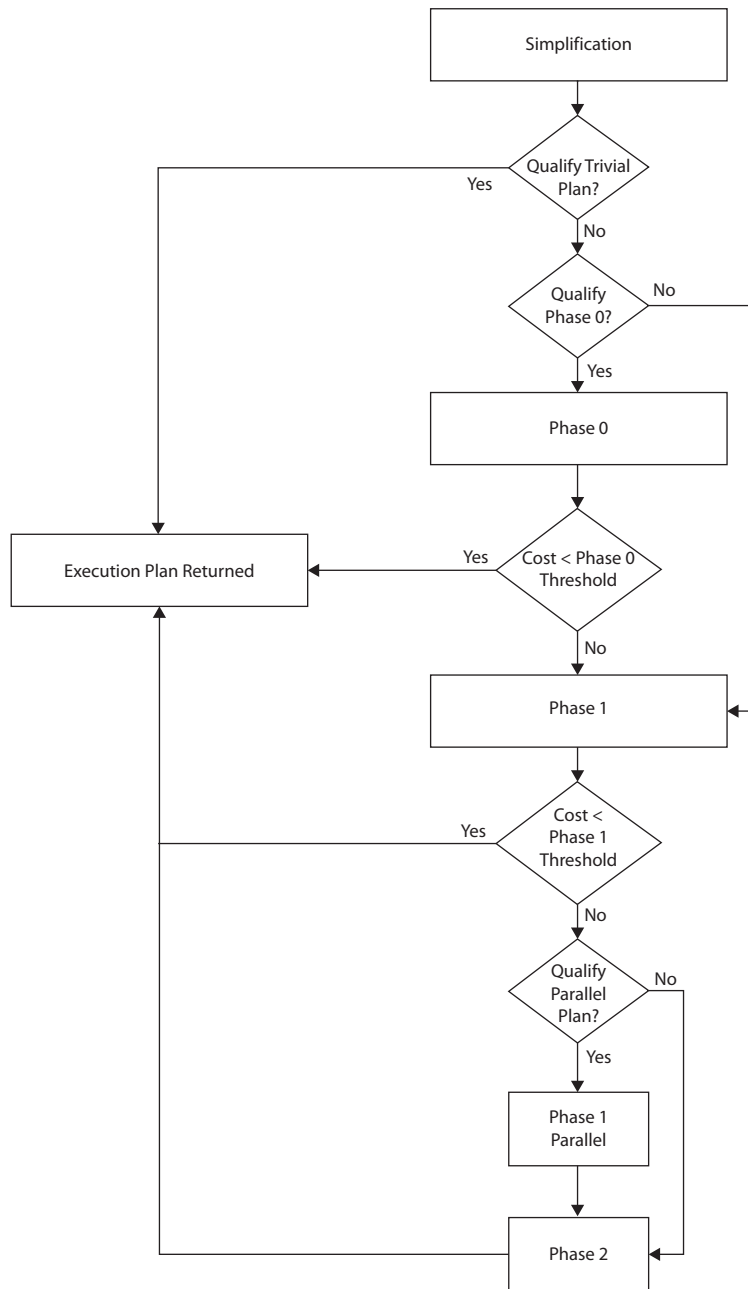 Simplification
Qualify Trivial
Plan?
Yes
No
Qualify
Phase 0?
No
Yes
Phase 0
Execution Plan Returned
Yes
Cost < Phase 0
Threshold
No
Phase 1
Yes
Cost <
Phase 1
Threshold
No
Qualify
Parallel
Plan?
No
Yes
Phase 1
Parallel
Phase 2